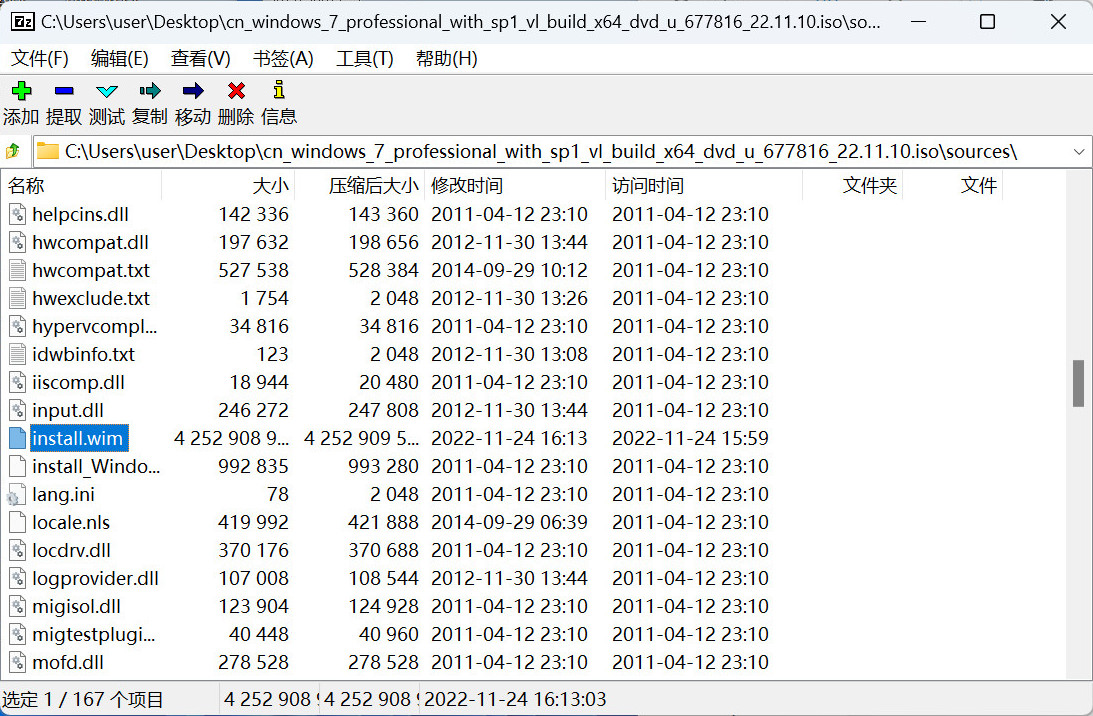 C:\Users\user\Desktop\cn_windows_7_professional_with_sp1_vl_build_x64_dvd_u_677816_22.11.10.iso\so...
文件(F) 编辑(E) 查看(V) 书签(A) 工具(T) 帮助(H)
添加 提取 测试 复制 移动 删除 信息
C:\Users\user\Desktop\cn_windows_7_professional_with_sp1_vl_build_x64_dvd_u_677816_22.11.10.iso\sources\
名称 大小 压缩后大小 修改时间 访问时间 文件夹 文件
helpcins.dll 142 336 143 360 2011-04-12 23:10 2011-04-12 23:10
hwcompat.dll 197 632 198 656 2012-11-30 13:44 2011-04-12 23:10
hwcompat.txt 527 538 528 384 2014-09-29 10:12 2011-04-12 23:10
hwexclude.txt 1 754 2 048 2012-11-30 13:26 2011-04-12 23:10
hypervcompl... 34 816 34 816 2011-04-12 23:10 2011-04-12 23:10
idwbinfo.txt 123 2 048 2012-11-30 13:08 2011-04-12 23:10
iiscomp.dll 18 944 20 480 2011-04-12 23:10 2011-04-12 23:10
input.dll 246 272 247 808 2012-11-30 13:44 2011-04-12 23:10
install.wim 4 252 908 9... 4 252 909 5... 2022-11-24 16:13 2022-11-24 15:59
install_Windo... 992 835 993 280 2011-04-12 23:10 2011-04-12 23:10
lang.ini 78 2 048 2011-04-12 23:10 2011-04-12 23:10
locale.nls 419 992 421 888 2014-09-29 06:39 2011-04-12 23:10
locdrv.dll 370 176 370 688 2011-04-12 23:10 2011-04-12 23:10
logprovider.dll 107 008 108 544 2012-11-30 13:44 2011-04-12 23:10
migisol.dll 123 904 124 928 2011-04-12 23:10 2011-04-12 23:10
migtestplugi... 40 448 40 960 2011-04-12 23:10 2011-04-12 23:10
mofd.dll 278 528 278 528 2011-04-12 23:10 2011-04-12 23:10
选定 1 / 167 个项目 4 252 908 4 252 908 2022-11-24 16:13:03